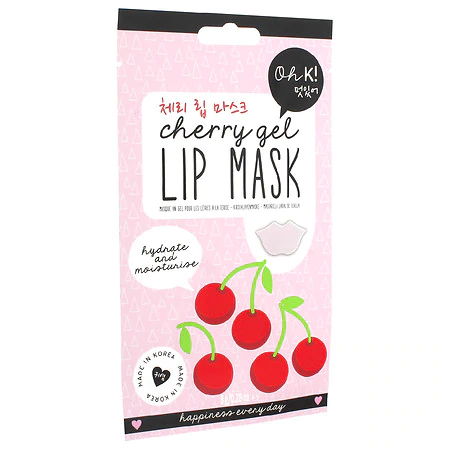 Oh K!
멋있어
체리 립 마스크
cherry gel
LIP MASK
hydrate
and
moisturise
MADE IN KOREA
MADE IN KOREA
happiness every day